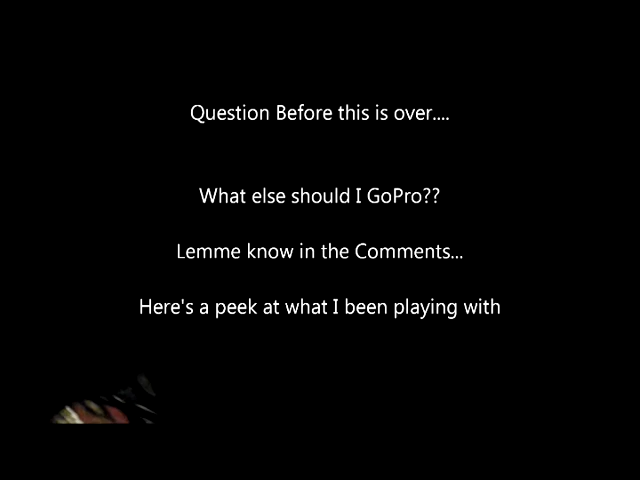 Question Before this is over....
What else should I GoPro??
Lemme know in the Comments...
Here's a peek at what I been playing with